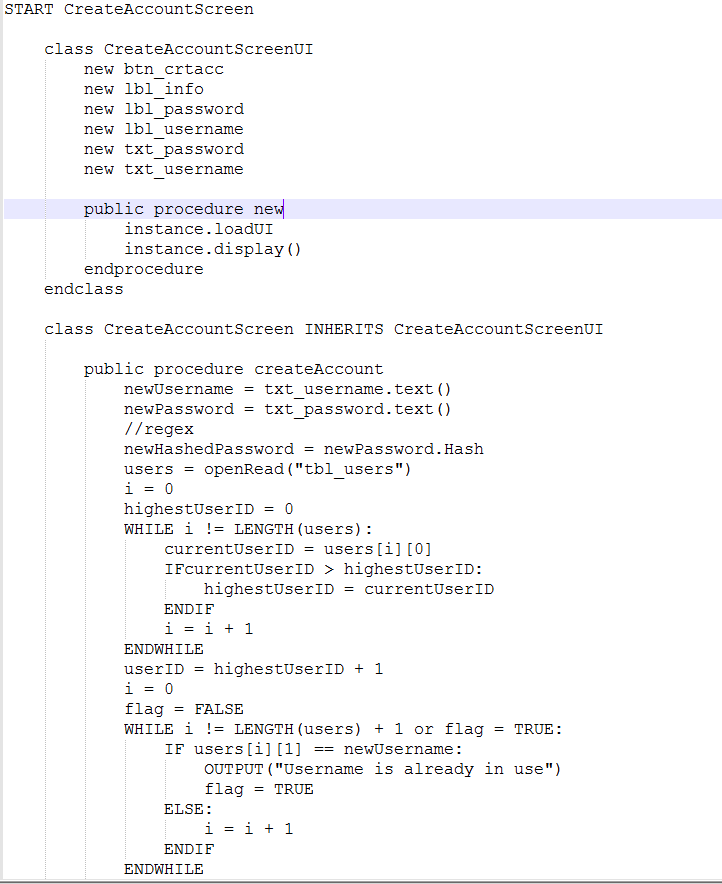 START CreateAccountScreen
class CreateAccountScreenUI
new btn_crtacc
new lbl_info
new lbl_password
new lbl_username
new txt_password
new txt_username
public procedure new
instance.loadUI
instance.display()
endprocedure
endclass
class CreateAccountScreen INHERITS CreateAccountScreenUI
public procedure createAccount
newUsername = txt_username.text()
newPassword = txt_password.text()
//regex
newHashedPassword = newPassword.Hash
users = openRead("tbl_users")
i = 0
highestUserID = 0
WHILE i != LENGTH(users):
currentUserID = users[i][0]
IFcurrentUserID > highestUserID:
highestUserID = currentUserID
ENDIF
i = i + 1
ENDWHILE
userID = highestUserID + 1
i = 0
flag = FALSE
WHILE i != LENGTH(users) + 1 or flag = TRUE:
IF users[i][1] == newUsername:
OUTPUT("Username is already in use")
flag = TRUE
ELSE:
i = i + 1
ENDIF
ENDWHILE